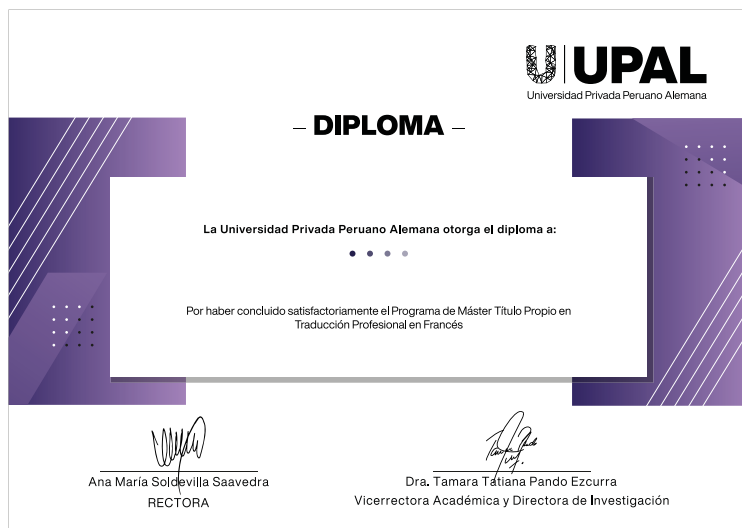 UPAL
Universidad Privada Peruano Alemana
– DIPLOMA –
La Universidad Privada Peruano Alemana otorga el diploma a:
Por haber concluido satisfactoriamente el Programa de Máster Título Propio en
Traducción Profesional en Francés
Ana María Soldevilla Saavedra
RECTORA
Dra. Tamara Tatiana Pando Ezcurra
Vicerrectora Académica y Directora de Investigación